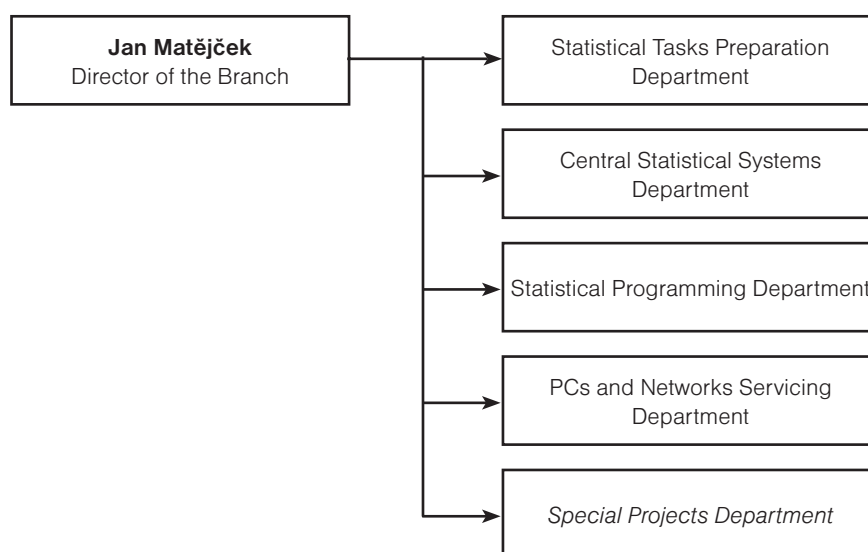 Jan Matějček
Director of the Branch
Statistical Tasks Preparation
Department
Central Statistical Systems
Department
Statistical Programming Department
PCs and Networks Servicing
Department
Special Projects Department